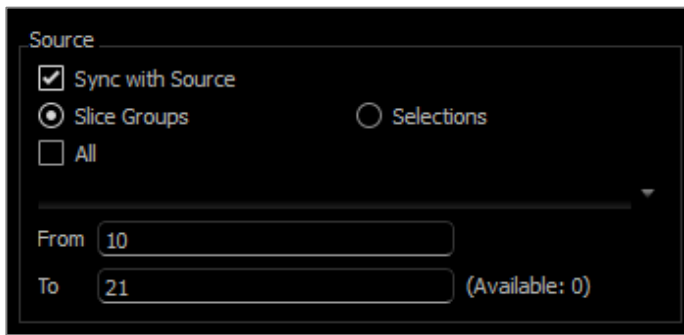 Source
Sync with Source
Slice Groups Selections
All
From 10
To 21 (Available: 0)